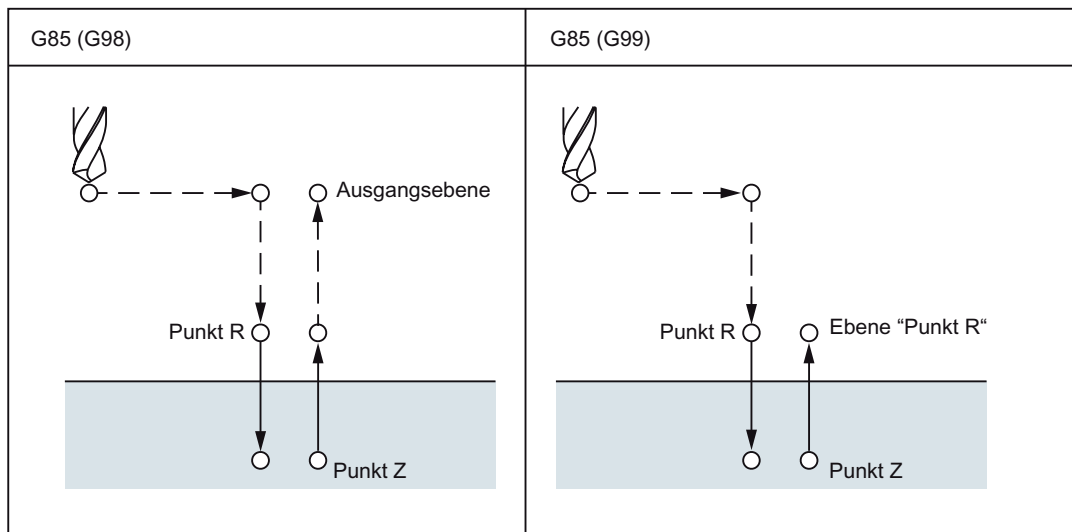 G85 (G98)
G85 (G99)
Ausgangsebene
Punkt R
Punkt Z
Punkt R
Ebene “Punkt R“
Punkt Z